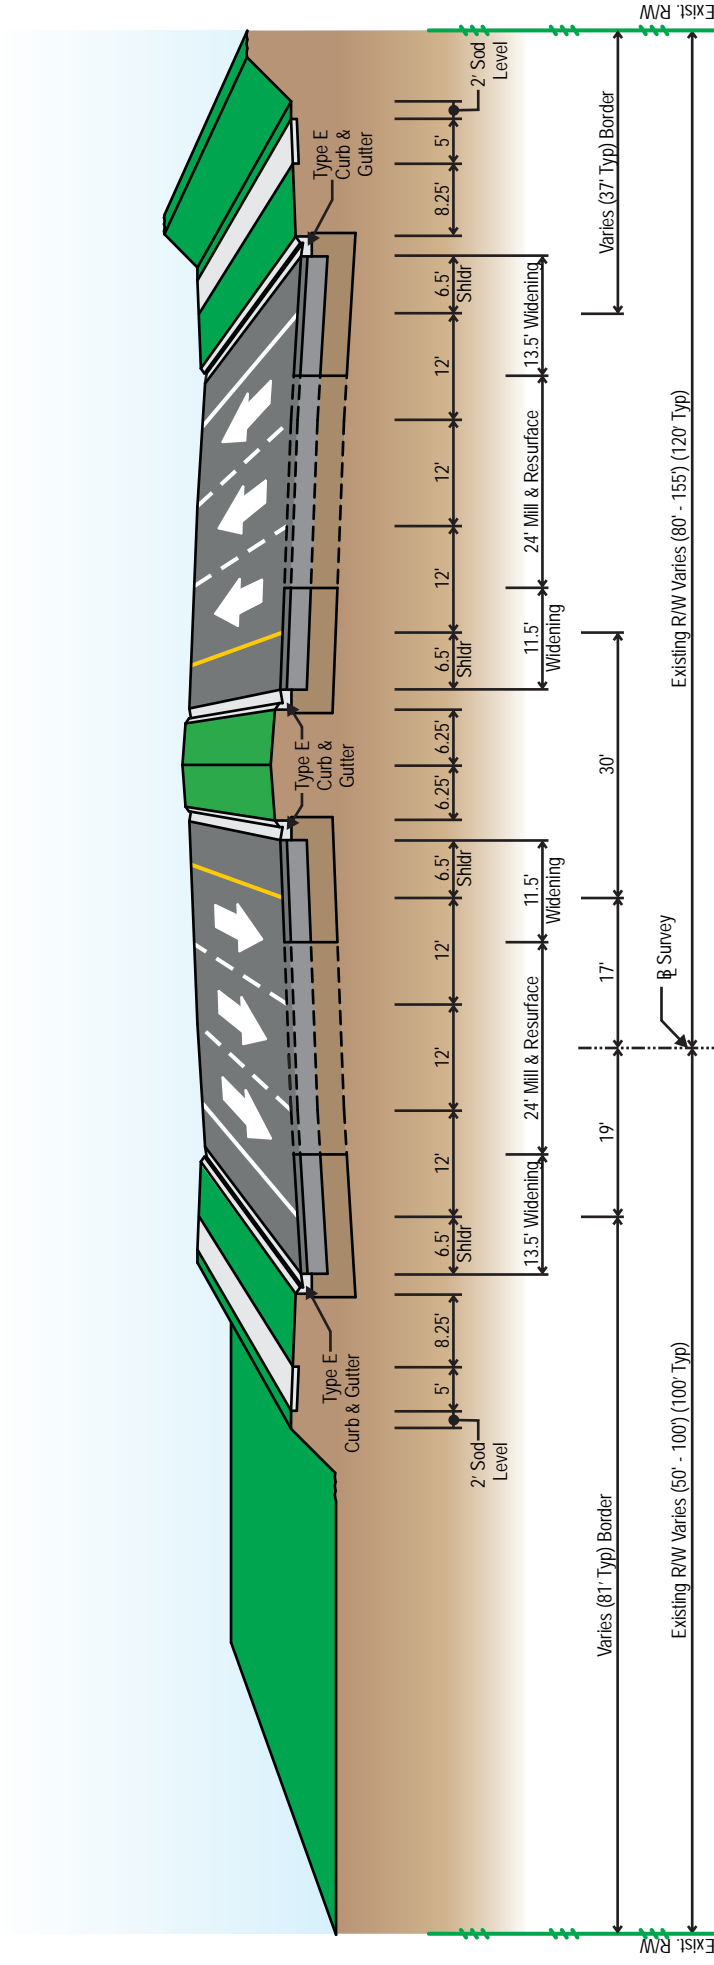 Exist. R/W
Exist. R/W
Type E
Curb & Gutter
Type E
Curb &
Gutter
Type E
Curb &
Gutter
2' Sod
Level
5'
8.25'
6.5'
Shldr
12'
12'
12'
6.5'
Shldr
6.25'
6.25'
6.5'
Shldr
12'
12'
12'
6.5'
Shldr
8.25'
5'
2' Sod
Level
13.5' Widening
24' Mill & Resurface
11.5'
Widening
11.5'
Widening
24' Mill & Resurface
13.5' Widening
Varies (81' Typ) Border
19'
17'
30'
Varies (37' Typ) Border
℄ Survey
Existing R/W Varies (50' - 100') (100' Typ)
Existing R/W Varies (80' - 155') (120' Typ)